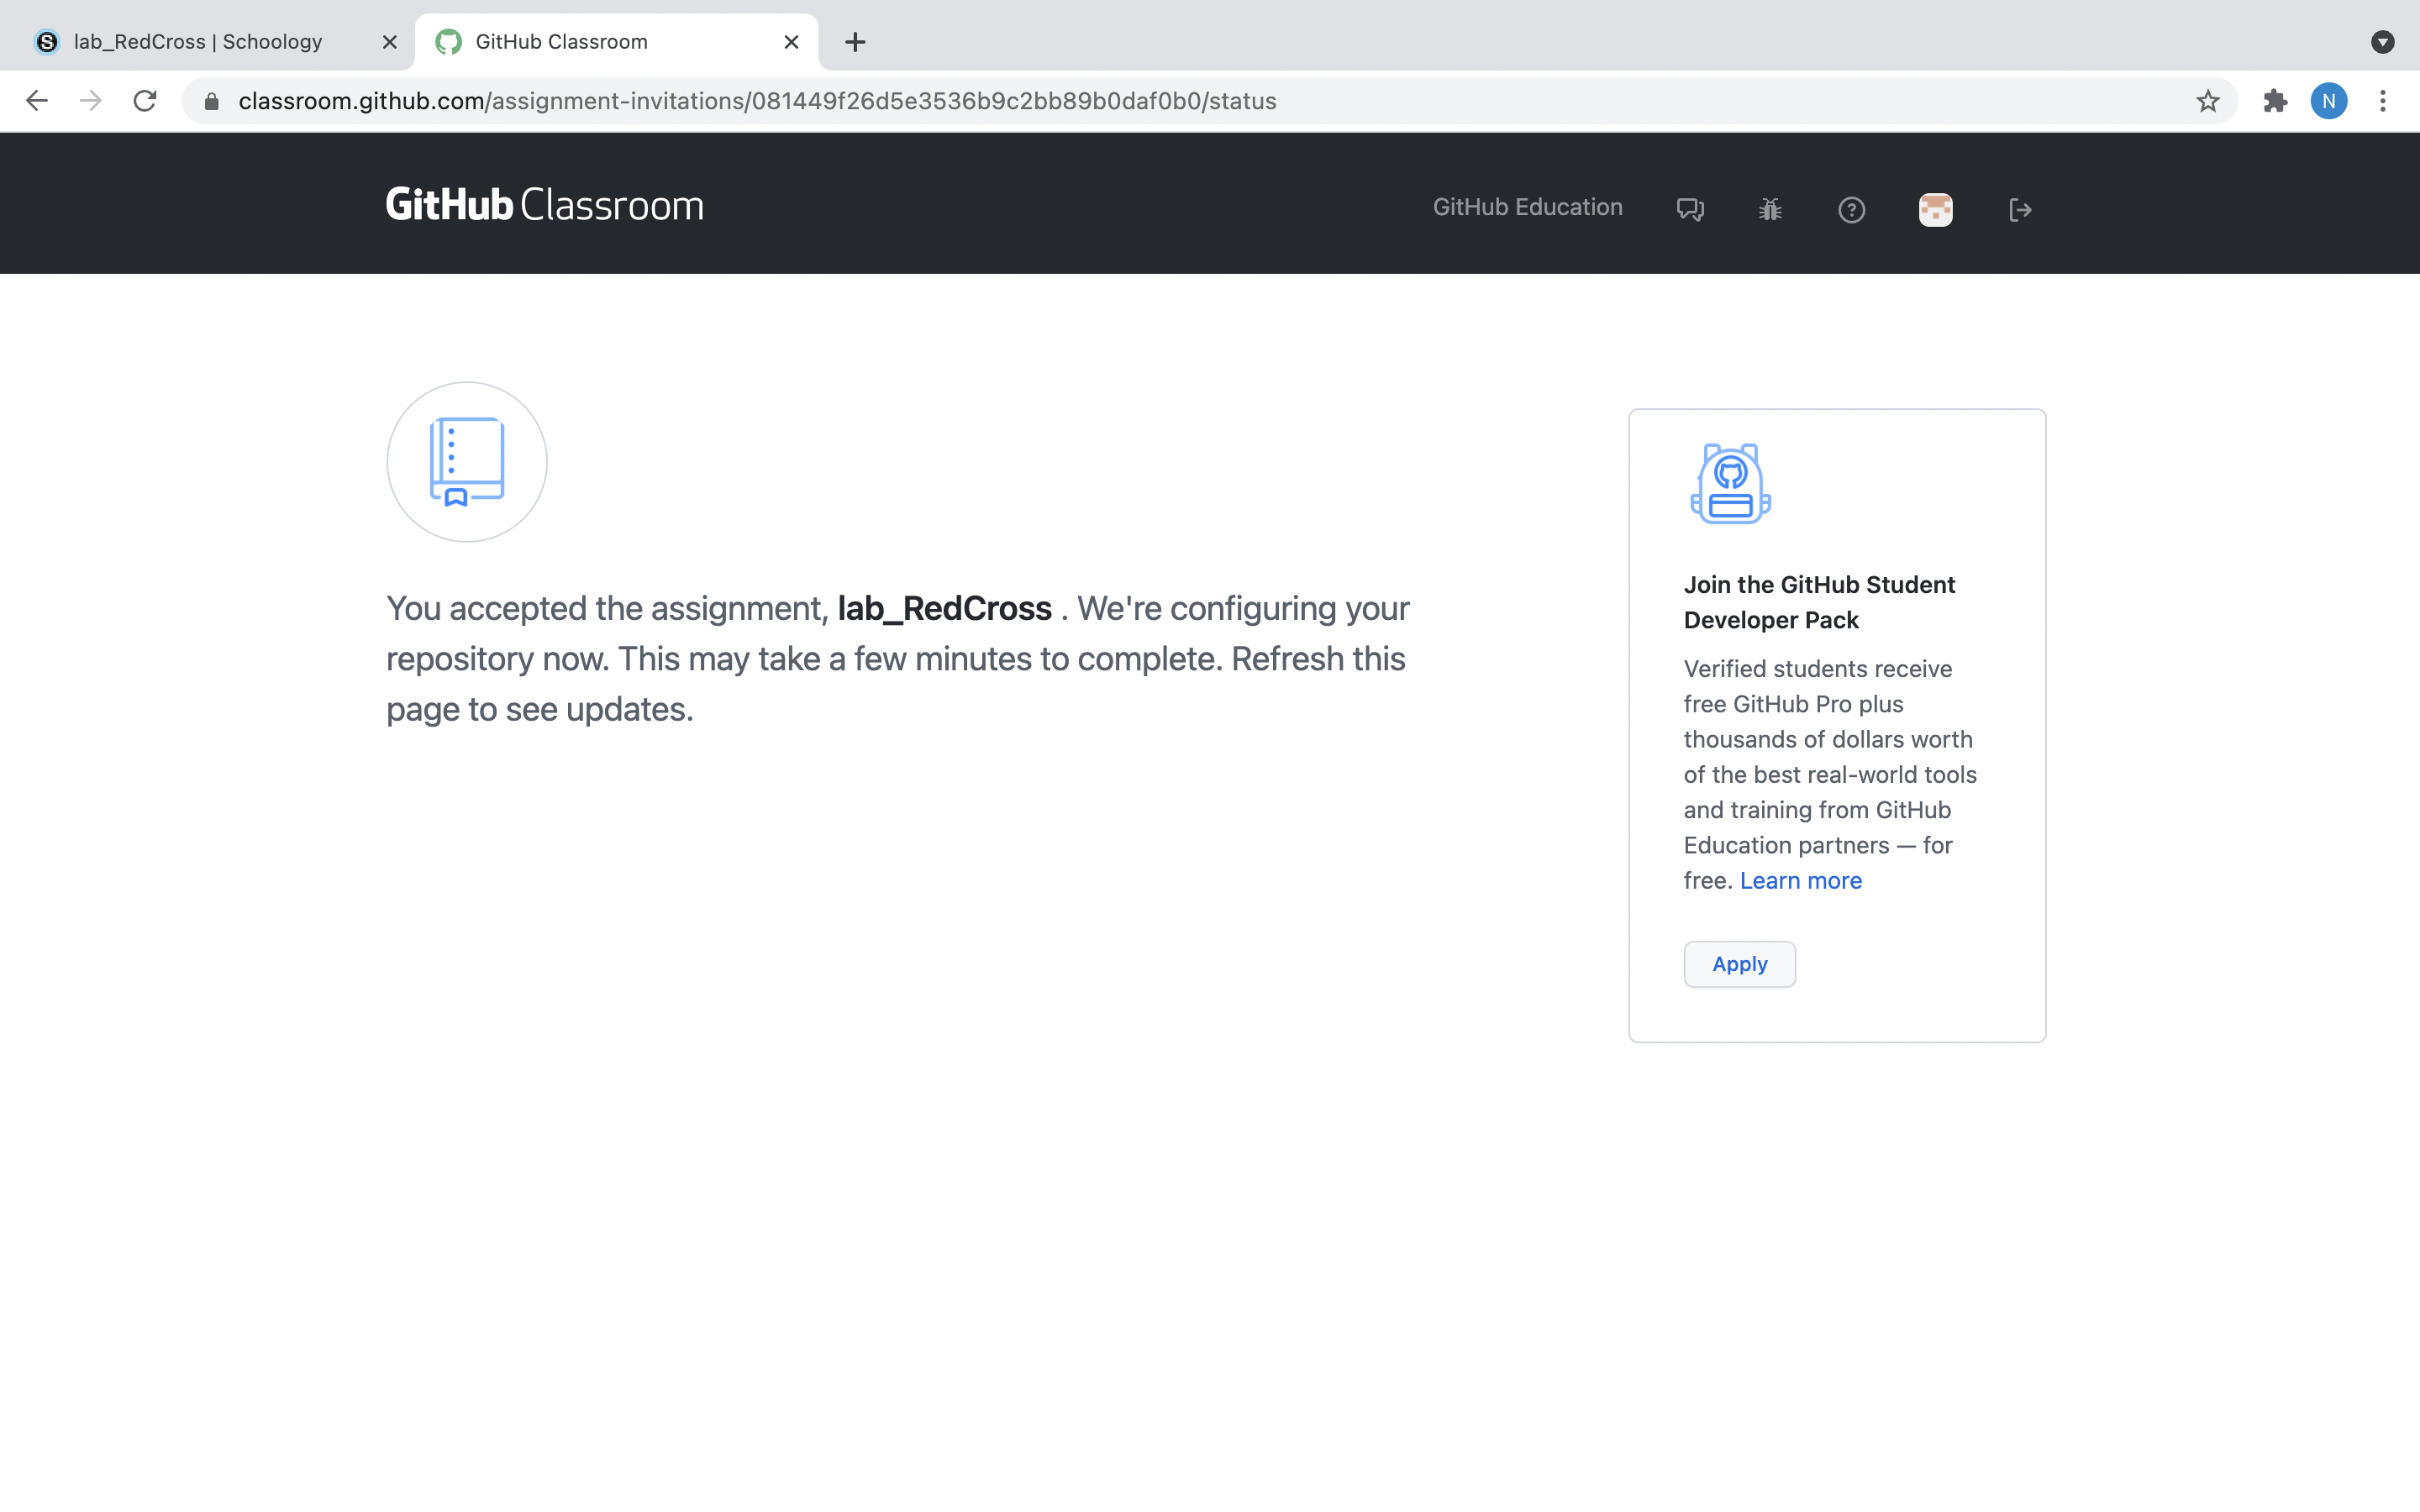 lab_RedCross | Schoology
GitHub Classroom
classroom.github.com/assignment-invitations/081449f26d5e3536b9c2bb89b0daf0b0/status
N
GitHub Classroom
GitHub Education
You accepted the assignment, lab_RedCross . We're configuring your
repository now. This may take a few minutes to complete. Refresh this
page to see updates.
Join the GitHub Student
Developer Pack
Verified students receive
free GitHub Pro plus
thousands of dollars worth
of the best real-world tools
and training from GitHub
Education partners — for
free. Learn more
Apply